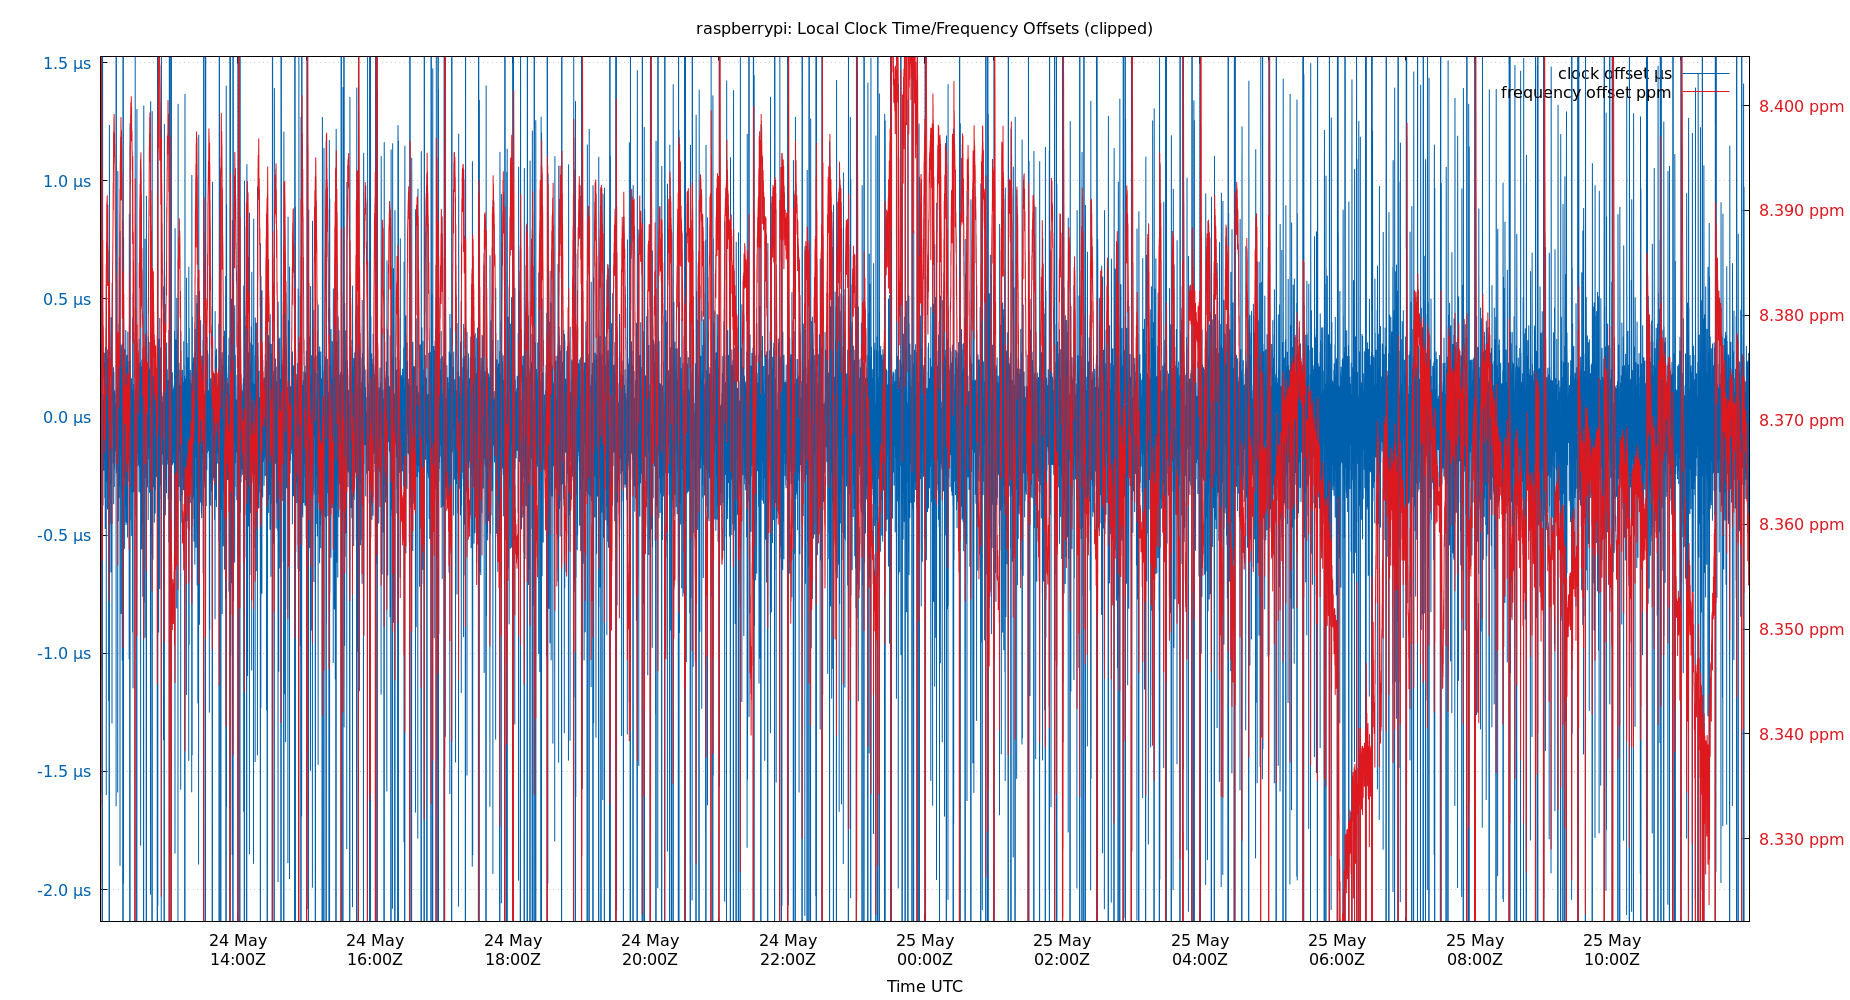 raspberrypi: Local Clock Time/Frequency Offsets (clipped)
clock offset µs
frequency offset ppm
1.5 µs
1.0 µs
0.5 µs
0.0 µs
-0.5 µs
-1.0 µs
-1.5 µs
-2.0 µs
8.400 ppm
8.390 ppm
8.380 ppm
8.370 ppm
8.360 ppm
8.350 ppm
8.340 ppm
8.330 ppm
24 May 24 May 24 May 24 May 24 May 25 May 25 May 25 May 25 May 25 May 25 May
14:00Z 16:00Z 18:00Z 20:00Z 22:00Z 00:00Z 02:00Z 04:00Z 06:00Z 08:00Z 10:00Z
Time UTC